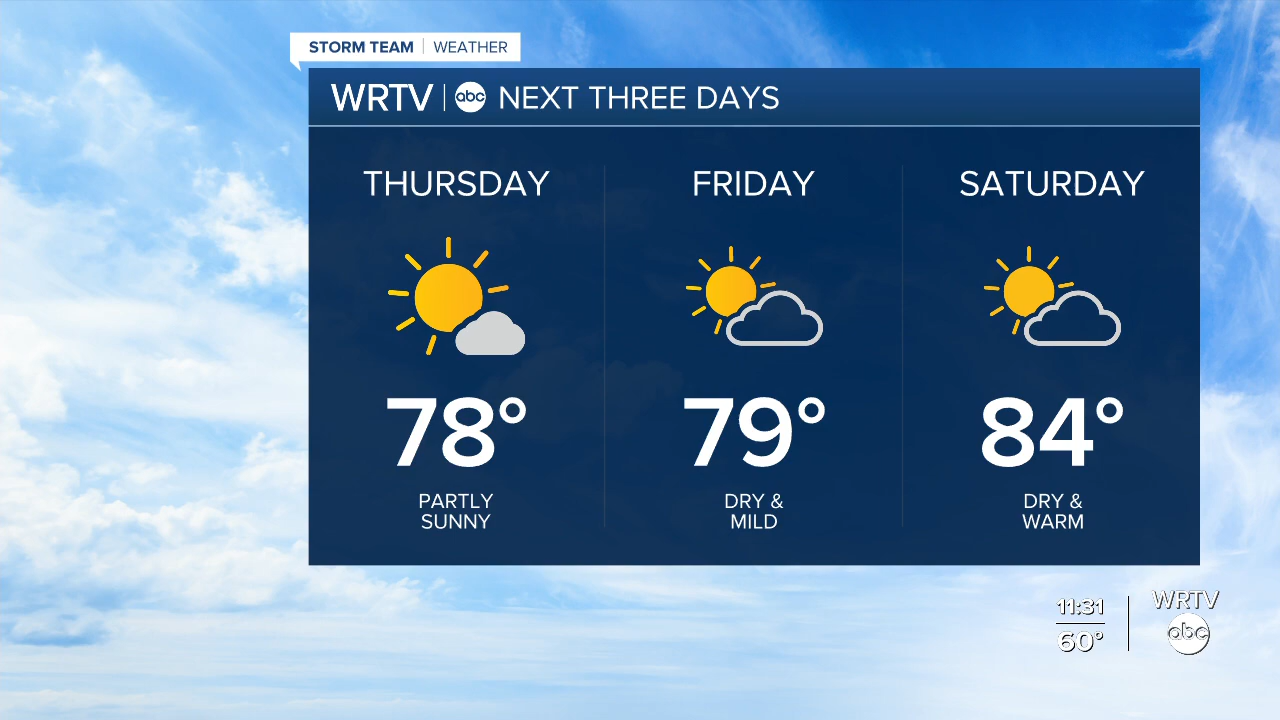 STORM TEAM | WEATHER
WRTV | abc NEXT THREE DAYS
THURSDAY
78°
PARTLY
SUNNY
FRIDAY
79°
DRY &
MILD
SATURDAY
84°
DRY &
WARM
11:31
60°
WRTV
abc